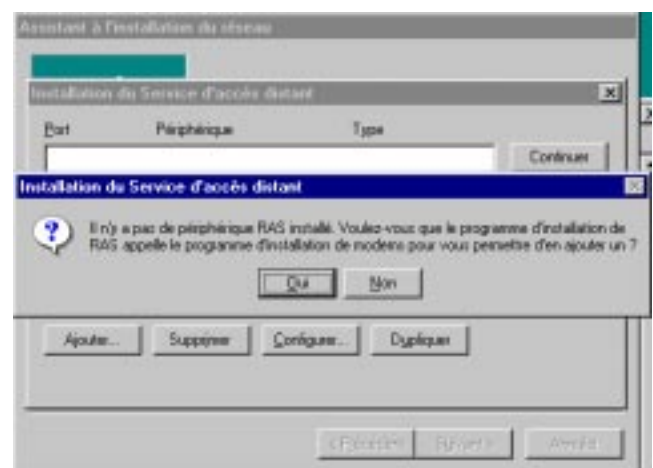 Assistant à l'installation du réseau
Installation du Service d'accès distant
Port Périphérique Type
Continuer
Installation du Service d'accès distant
Il n'y a pas de périphérique RAS installé. Voulez-vous que le programme d'installation de
RAS appelle le programme d'installation de modems pour vous permettre d'en ajouter un ?
Oui Non
Ajouter... Supprimer Configurer... Dupliquer
< Précédent Suivant > Annuler